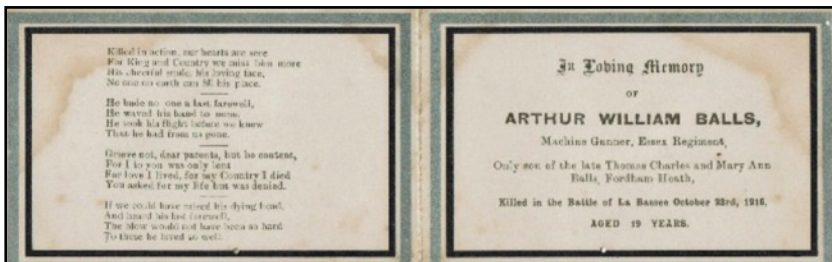 Killed in action, our hearts are sore
For King and Country we miss him more
His cheerful smile, his loving face,
No one on earth can fill his place.
He bade no one a last farewell,
He waved his hand to none.
He took his flight before we knew
That he had from us gone.
Grieve not, dear parents, but be content,
For I to you was only lent
For love I lived, for my Country I died
You asked for my life but was denied.
If we could have raised his dying head,
And heard his last farewell,
The blow would not have been so hard
To those he loved so well.
In Loving Memory
OF
ARTHUR WILLIAM BALLS,
Machine Gunner, Essex Regiment,
Only son of the late Thomas Charles and Mary Ann
Balls, Fordham Heath,
Killed in the Battle of La Bassee October 23rd, 1916.
AGED 19 YEARS.